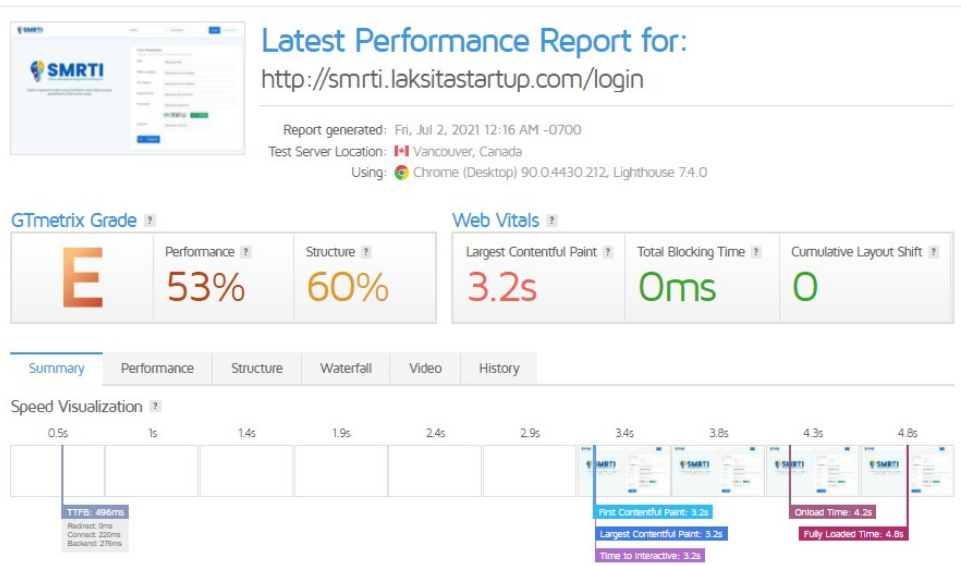 SMRTI
SMRTI
Latest Performance Report for:
http://smrti.laksitastartup.com/login
Report generated: Fri, Jul 2, 2021 12:16 AM -0700
Test Server Location: Vancouver, Canada
Using: Chrome (Desktop) 90.0.4430.212, Lighthouse 7.4.0
GTmetrix Grade ?
Web Vitals ?
E
Performance ?
53%
Structure ?
60%
Largest Contentful Paint ?
3.2s
Total Blocking Time ?
0ms
Cumulative Layout Shift ?
0
Summary Performance Structure Waterfall Video History
Speed Visualization ?
0.5s 1s 1.4s 1.9s 2.4s 2.9s 3.4s 3.8s 4.3s 4.8s
SMRTI SMRTI SMRTI SMRTI
TTFB: 496ms
Redirect: 0ms
Connect: 220ms
Backend: 276ms
First Contentful Paint: 3.2s
Largest Contentful Paint: 3.2s
Time to Interactive: 3.2s
Onload Time: 4.2s
Fully Loaded Time: 4.8s